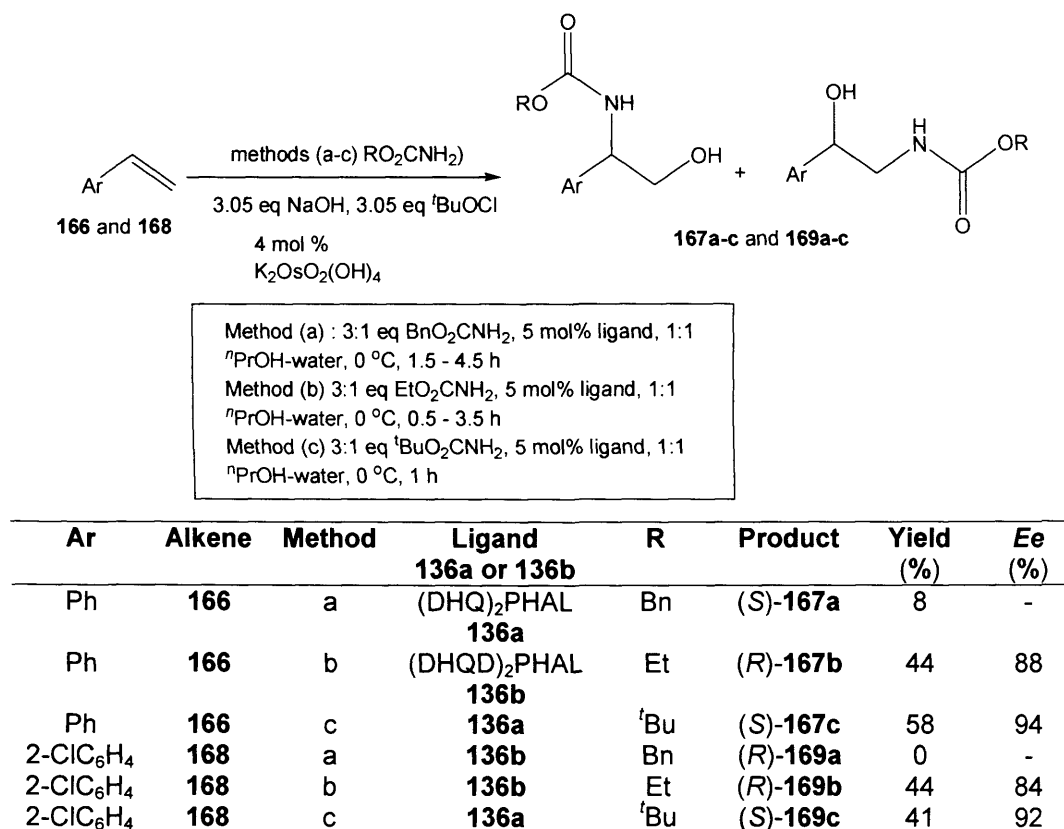 O
RO
NH
OH
Ar
+
OH
H
N
OR
Ar
O
Ar
166 and 168
methods (a-c) RO₂CNH₂)
3.05 eq NaOH, 3.05 eq ᵗBuOCl
4 mol %
K₂OsO₂(OH)₄
167a-c and 169a-c
Method (a) : 3:1 eq BnO₂CNH₂, 5 mol% ligand, 1:1
ⁿPrOH-water, 0 °C, 1.5 - 4.5 h
Method (b) 3:1 eq EtO₂CNH₂, 5 mol% ligand, 1:1
ⁿPrOH-water, 0 °C, 0.5 - 3.5 h
Method (c) 3:1 eq ᵗBuO₂CNH₂, 5 mol% ligand, 1:1
ⁿPrOH-water, 0 °C, 1 h
Ar Alkene Method Ligand R Product Yield Ee
136a or 136b (%) (%)
Ph 166 a (DHQ)₂PHAL Bn (S)-167a 8 -
136a
Ph 166 b (DHQD)₂PHAL Et (R)-167b 44 88
136b
Ph 166 c 136a ᵗBu (S)-167c 58 94
2-ClC₆H₄ 168 a 136b Bn (R)-169a 0 -
2-ClC₆H₄ 168 b 136b Et (R)-169b 44 84
2-ClC₆H₄ 168 c 136a ᵗBu (S)-169c 41 92